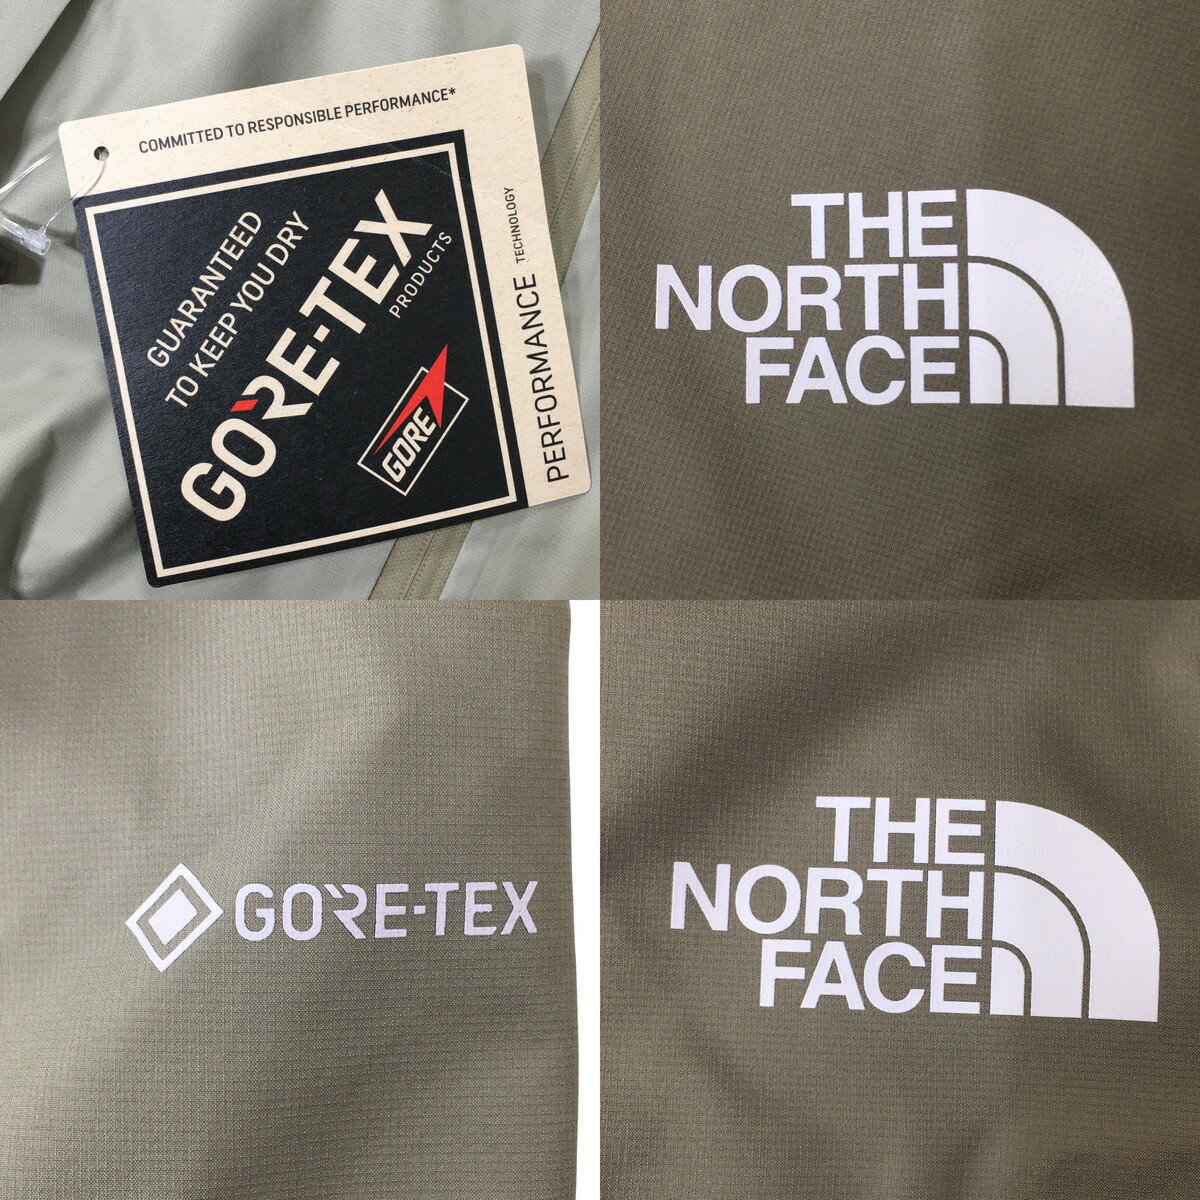 COMMITTED TO RESPONSIBLE PERFORMANCE*
GUARANTEED
TO KEEP YOU DRY
GORE-TEX
PRODUCTS
GORE
PERFORMANCE TECHNOLOGY
THE
NORTH
FACE
GORE-TEX
THE
NORTH
FACE